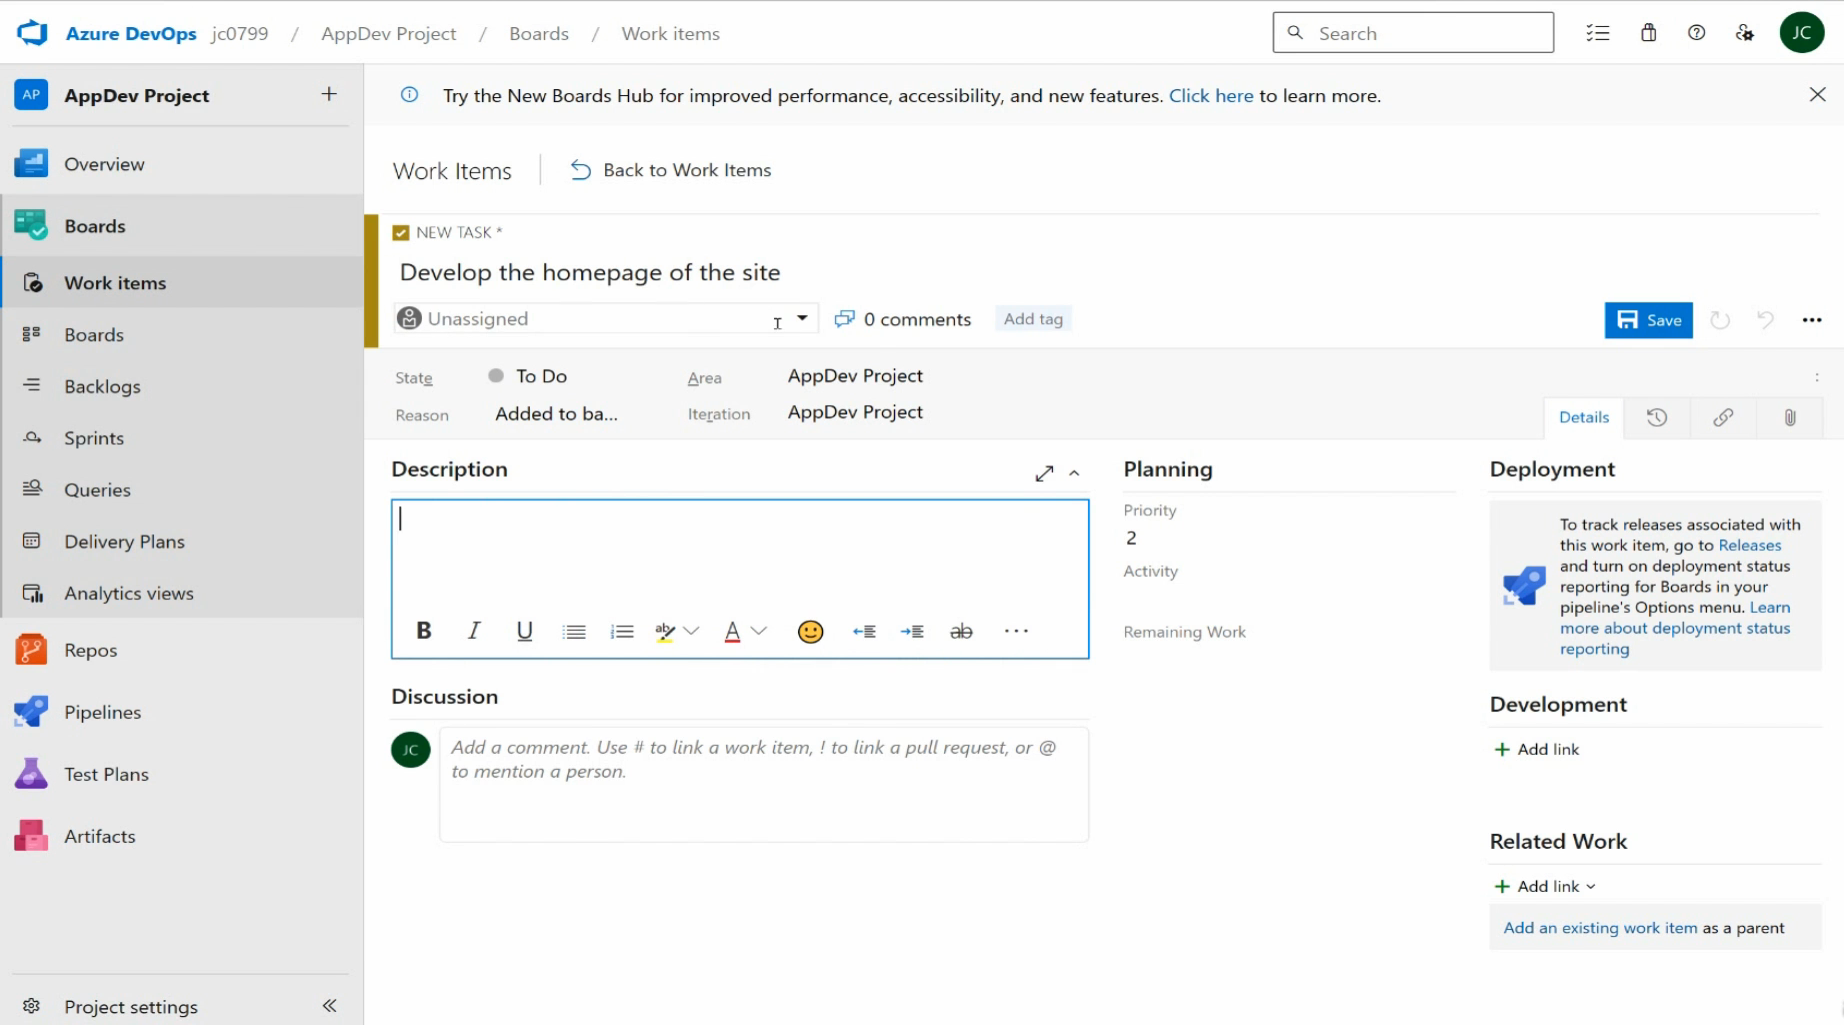 Azure DevOps jc0799 / AppDev Project / Boards / Work items
Search
JC
AP AppDev Project
Try the New Boards Hub for improved performance, accessibility, and new features. Click here to learn more.
Overview
Boards
Work items
Boards
Backlogs
Sprints
Queries
Delivery Plans
Analytics views
Repos
Pipelines
Test Plans
Artifacts
Project settings
Work Items
Back to Work Items
NEW TASK *
Develop the homepage of the site
Unassigned
0 comments
Add tag
Save
State To Do
Area AppDev Project
Reason Added to ba...
Iteration AppDev Project
Details
Description
B I U ab A ab ...
Discussion
JC
Add a comment. Use # to link a work item, ! to link a pull request, or @
to mention a person.
Planning
Priority
2
Activity
Remaining Work
Deployment
To track releases associated with
this work item, go to Releases
and turn on deployment status
reporting for Boards in your
pipeline's Options menu. Learn
more about deployment status
reporting
Development
+ Add link
Related Work
+ Add link
Add an existing work item as a parent